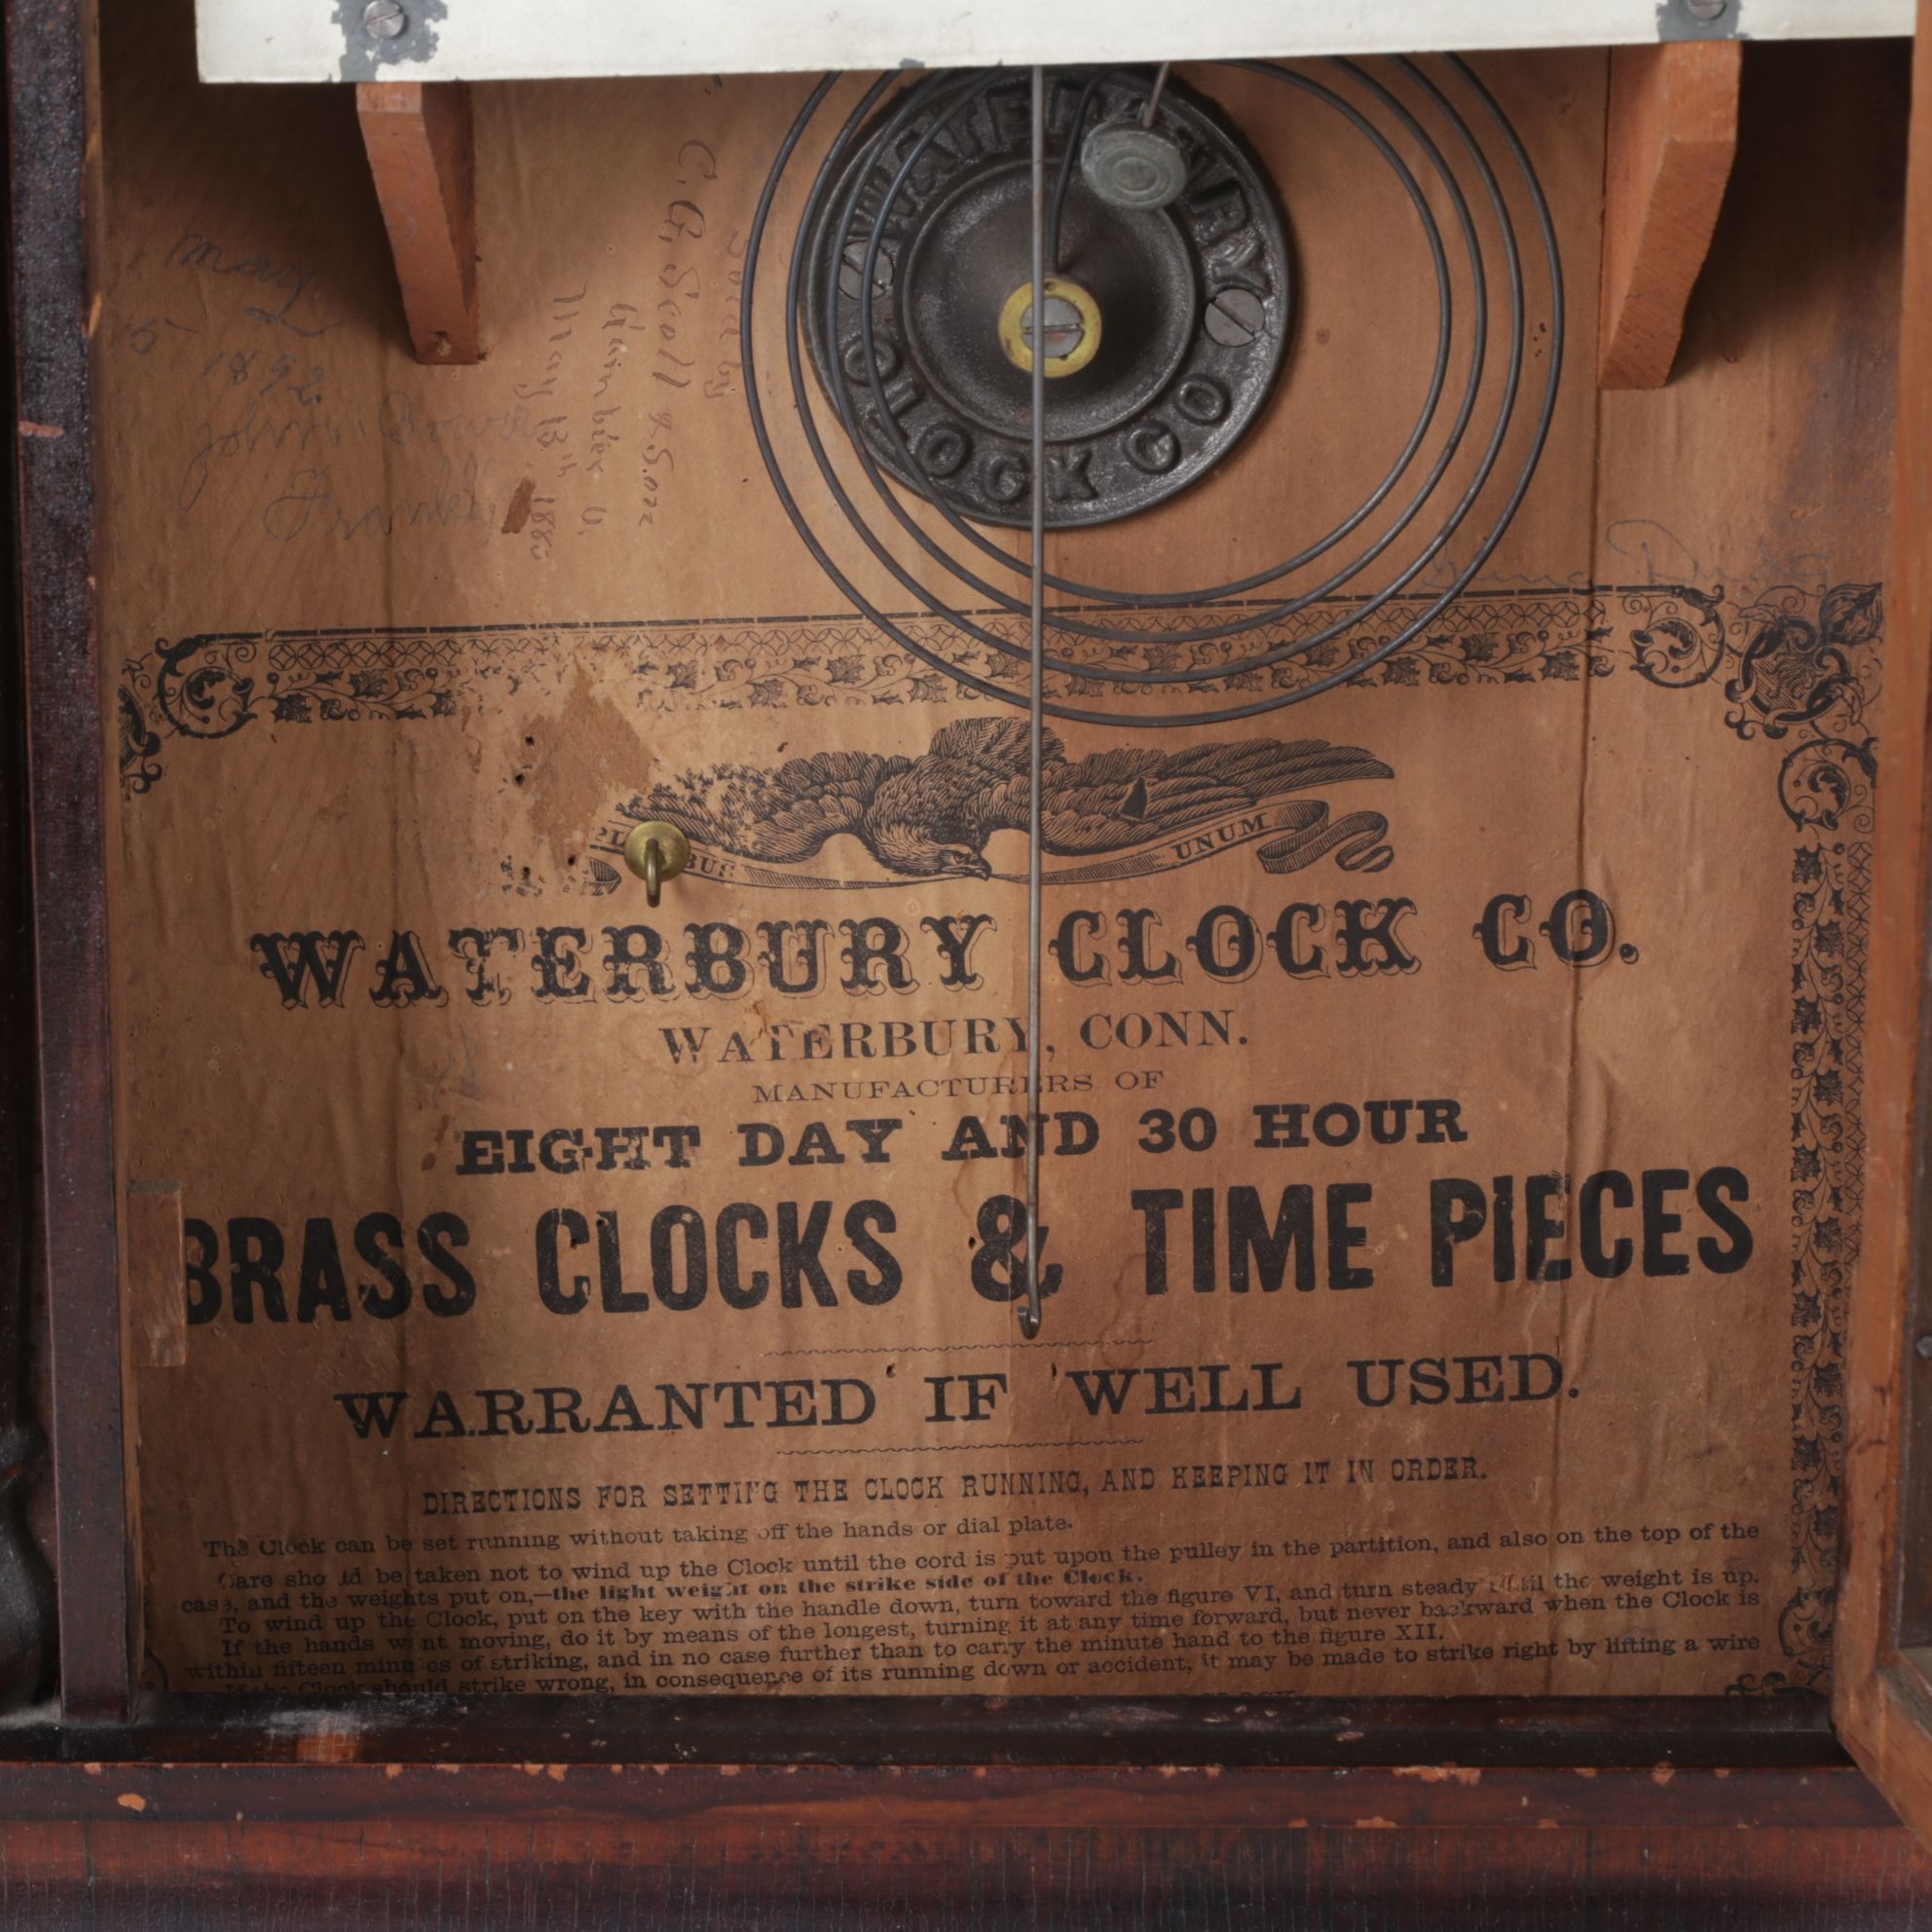 WATERBURY
CLOCK CO
Sold by
C. G. Scott & Son
Gambier O.
May 13th 188
Mary
5
1892
John
UNUM
BUS
WATERBURY CLOCK CO.
WATERBURY, CONN.
MANUFACTURERS OF
EIGHT DAY AND 30 HOUR
BRASS CLOCKS & TIME PIECES
WARRANTED IF WELL USED.
DIRECTIONS FOR SETTING THE CLOCK RUNNING, AND KEEPING IT IN ORDER.
The Clock can be set running without taking off the hands or dial plate.
Care should be taken not to wind up the Clock until the cord is put upon the pulley in the partition, and also on the top of the
case, and the weights put on,—the light weight on the strike side of the Clock.
To wind up the Clock, put on the key with the handle down, turn toward the figure VI, and turn steady until the weight is up.
If the hands want moving, do it by means of the longest, turning it at any time forward, but never backward when the Clock is
within fifteen minutes of striking, and in no case further than to carry the minute hand to the figure XII.
If the Clock should strike wrong, in consequence of its running down or accident, it may be made to strike right by lifting a wire